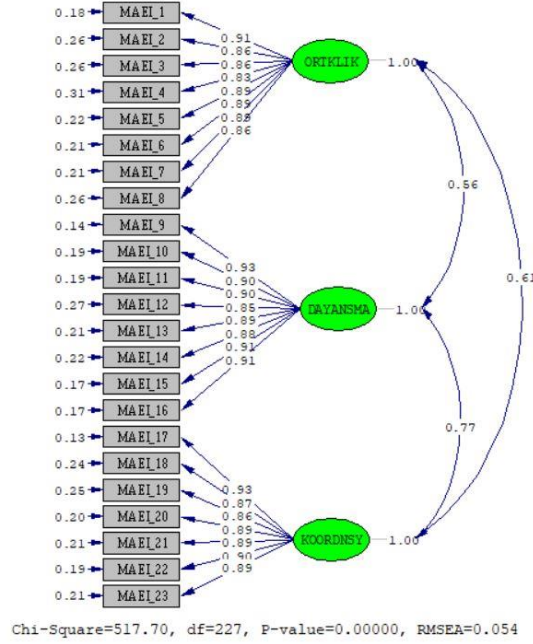 0.18 MAEI_1
0.26 MAEI_2
0.26 MAEI_3
0.31 MAEI_4
0.22 MAEI_5
0.21 MAEI_6
0.21 MAEI_7
0.26 MAEI_8
0.14 MAEI_9
0.19 MAEI_10
0.19 MAEI_11
0.27 MAEI_12
0.21 MAEI_13
0.22 MAEI_14
0.17 MAEI_15
0.17 MAEI_16
0.13 MAEI_17
0.24 MAEI_18
0.25 MAEI_19
0.20 MAEI_20
0.21 MAEI_21
0.19 MAEI_22
0.21 MAEI_23
0.91
0.86
0.86
0.83
0.89
0.89
0.89
0.86
ORTKLIK 1.00
0.93
0.90
0.90
0.85
0.89
0.88
0.91
0.91
DAYANSMA 1.00
0.93
0.87
0.86
0.89
0.89
0.90
0.89
KOORDNSY 1.00
0.56
0.61
0.77
Chi-Square=517.70, df=227, P-value=0.00000, RMSEA=0.054